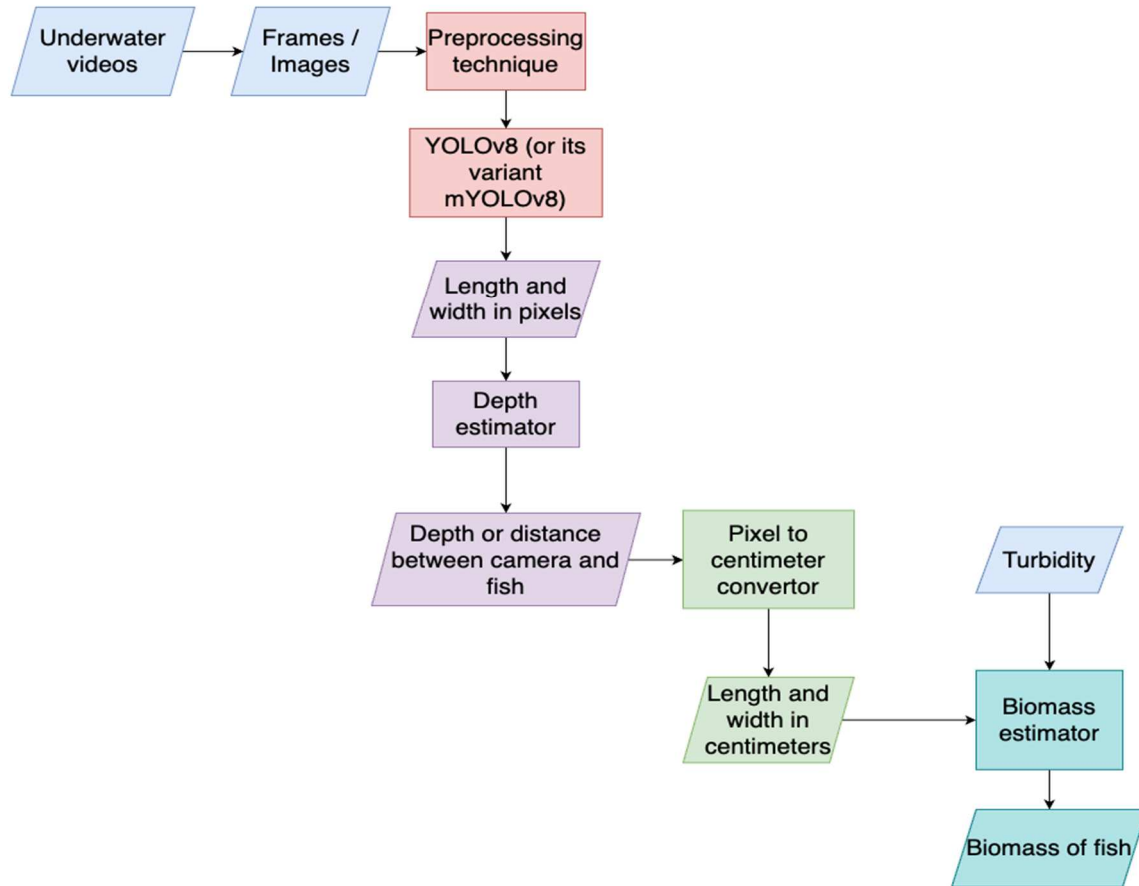 Underwater
videos
Frames /
Images
Preprocessing
technique
YOLOv8 (or its
variant
mYOLOv8)
Length and
width in pixels
Depth
estimator
Depth or distance
between camera and
fish
Pixel to
centimeter
convertor
Turbidity
Length and
width in
centimeters
Biomass
estimator
Biomass of fish